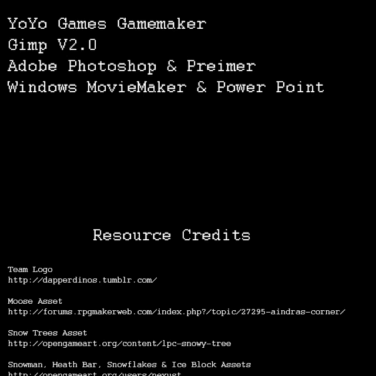 YoYo Games Gamemaker
Gimp V2.0
Adobe Photoshop & Preimer
Windows MovieMaker & Power Point
Resource Credits
Team Logo
http://dapperdinos.tumblr.com/
Moose Asset
http://forums.rpgmakerweb.com/index.php?/topic/27295-aindras-corner/
Snow Trees Asset
http://opengameart.org/content/lpc-snowy-tree
Snowman, Heath Bar, Snowflakes & Ice Block Assets